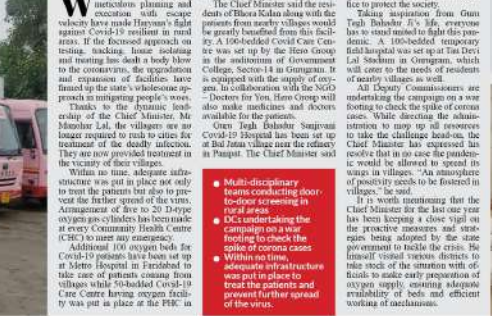 meticulous planning and
execution with escape
velocity have made Haryana's fight
against Covid-19 resilient in rural
areas. If the focussed approach on
testing, tracking, home isolating
and treating has dealt a body blow
to the coronavirus, the upgradation
and expansion of facilities have
firmed up the state's wholesome ap-
proach in mitigating people's woes.
Thanks to the dynamic lead-
ership of the Chief Minister, Mr
Manohar Lal, the villagers are no
longer required to rush to cities for
treatment of the deadly infection.
They are now provided treatment in
the vicinity of their villages.
Within no time, adequate infra-
structure was put in place not only
to treat the patients but also to pre-
vent the further spread of the virus.
Arrangement of five to 20 D-type
oxygen gas cylinders has been made
at every Community Health Centre
(CHC) to meet any emergency.
Additional 100 oxygen beds for
Covid-19 patients have been set up
at Metro Hospital in Faridabad to
take care of patients coming from
villages while 50-bedded Covid-19
Care Centre having oxygen facili-
ty was put in place at the PHC in
The Chief Minister said the resi-
dents of Bhora Kalan along with the
patients from nearby villages would
be greatly benefited from this facil-
ity. A 100-bedded Covid Care Cen-
tre was set up by the Hero Group
in the auditorium of Government
College, Sector-14 in Gurugram. It
is equipped with the supply of oxy-
gen. In collaboration with the NGO
– Doctors for You, Hero Group will
also make medicines and doctors
available for the patients.
Guru Tegh Bahadur Sanjivani
Covid-19 Hospital has been set up
at Bal Jatan village near the refinery
in Panipat. The Chief Minister said
Multi-disciplinary
teams conducting door-
to-door screening in
rural areas
DCs undertaking the
campaign on a war
footing to check the
spike of corona cases
Within no time,
adequate infrastructure
was put in place to
treat the patients and
prevent further spread
of the virus.
fice to protect the society.
Taking inspiration from Guru
Tegh Bahadur Ji's life, everyone
has to stand united to fight this pan-
demic. A 100-bedded temporary
field hospital was set up at Tau Devi
Lal Stadium in Gurugram, which
will cater to the needs of residents
of nearby villages as well.
All Deputy Commissioners are
undertaking the campaign on a war
footing to check the spike of corona
cases. While directing the admin-
istration to mop up all resources
to take the challenge head-on, the
Chief Minister has expressed his
resolve that in no case the pandem-
ic would be allowed to spread its
wings in villages. "An atmosphere
of positivity needs to be fostered in
villages," he said.
It is worth mentioning that the
Chief Minister for the last one year
has been keeping a close vigil on
the proactive measures and strat-
egies being adopted by the state
government to tackle the crisis. He
himself visited various districts to
take stock of the situation with of-
ficials to make early preparation of
oxygen supply, ensuring adequate
availability of beds and efficient
working of mechanisms.